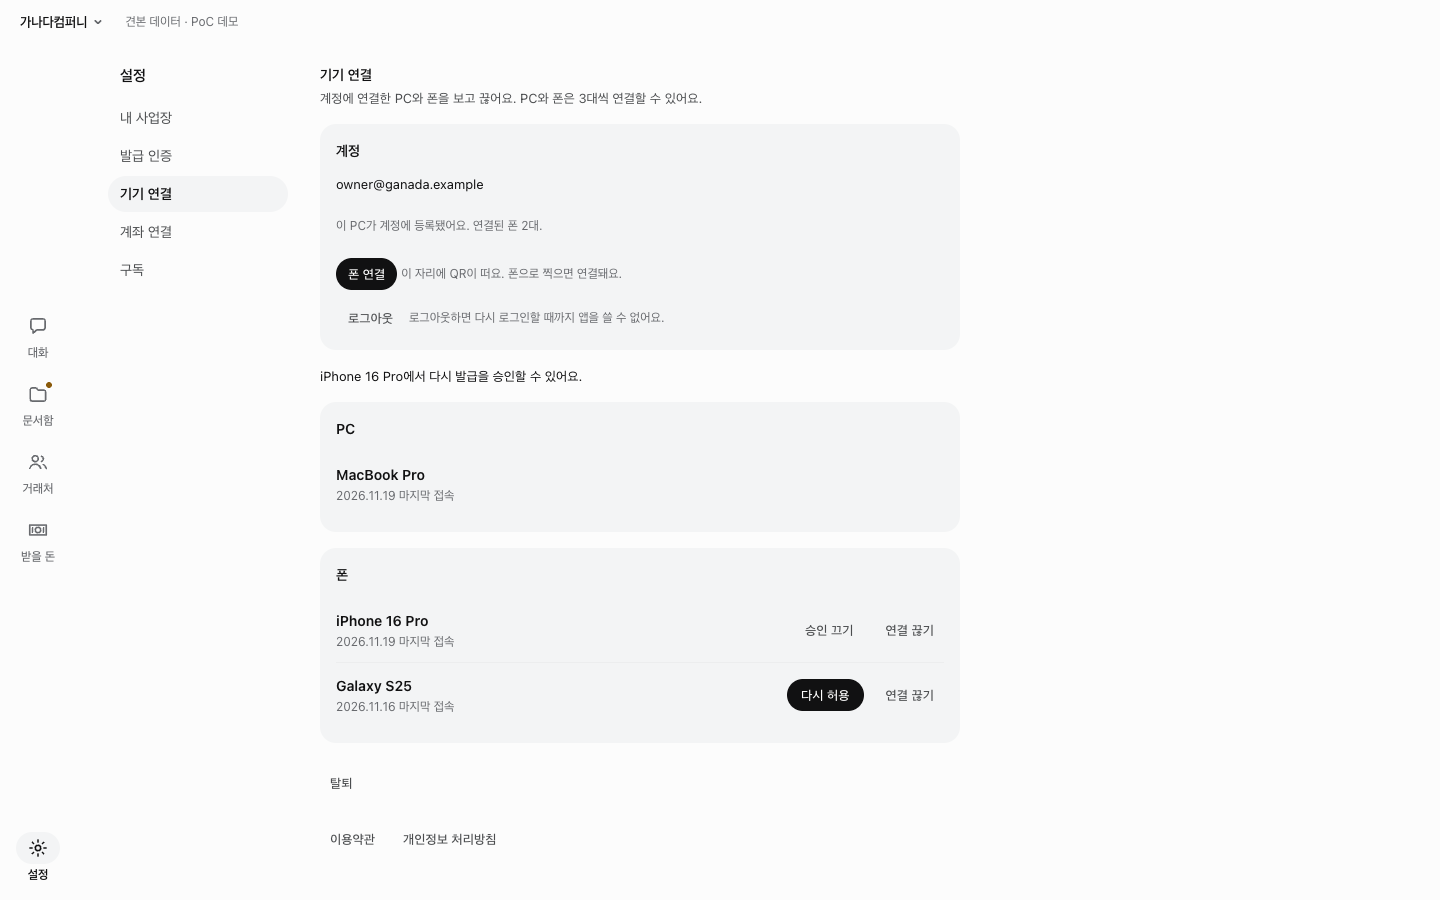 가나다컴퍼니
견본 데이터 · PoC 데모
설정
내 사업장
발급 인증
기기 연결
계좌 연결
구독
대화
문서함
거래처
받을 돈
설정
기기 연결
계정에 연결한 PC와 폰을 보고 끊어요. PC와 폰은 3대씩 연결할 수 있어요.
계정
owner@ganada.example
이 PC가 계정에 등록됐어요. 연결된 폰 2대.
폰 연결 이 자리에 QR이 떠요. 폰으로 찍으면 연결돼요.
로그아웃 로그아웃하면 다시 로그인할 때까지 앱을 쓸 수 없어요.
iPhone 16 Pro에서 다시 발급을 승인할 수 있어요.
PC
MacBook Pro
2026.11.19 마지막 접속
폰
iPhone 16 Pro
2026.11.19 마지막 접속
승인 끄기 연결 끊기
Galaxy S25
2026.11.16 마지막 접속
다시 허용 연결 끊기
탈퇴
이용약관 개인정보 처리방침